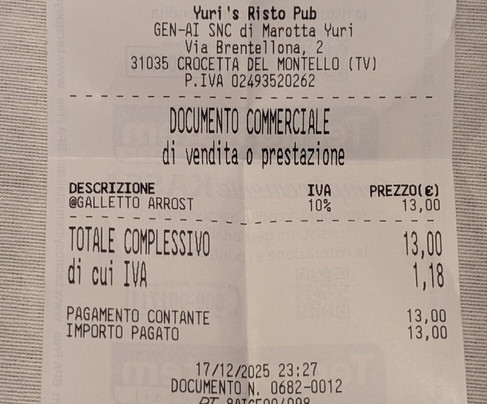 Yuri's Risto Pub
GEN-AI SNC di Marotta Yuri
Via Brentellona, 2
31035 CROCETTA DEL MONTELLO (TV)
P.IVA 02493520262
DOCUMENTO COMMERCIALE
di vendita o prestazione
DESCRIZIONE IVA PREZZO(€)
@GALLETTO ARROST 10% 13,00
TOTALE COMPLESSIVO 13,00
di cui IVA 1,18
PAGAMENTO CONTANTE 13,00
IMPORTO PAGATO 13,00
17/12/2025 23:27
DOCUMENTO N. 0682-0012
RT